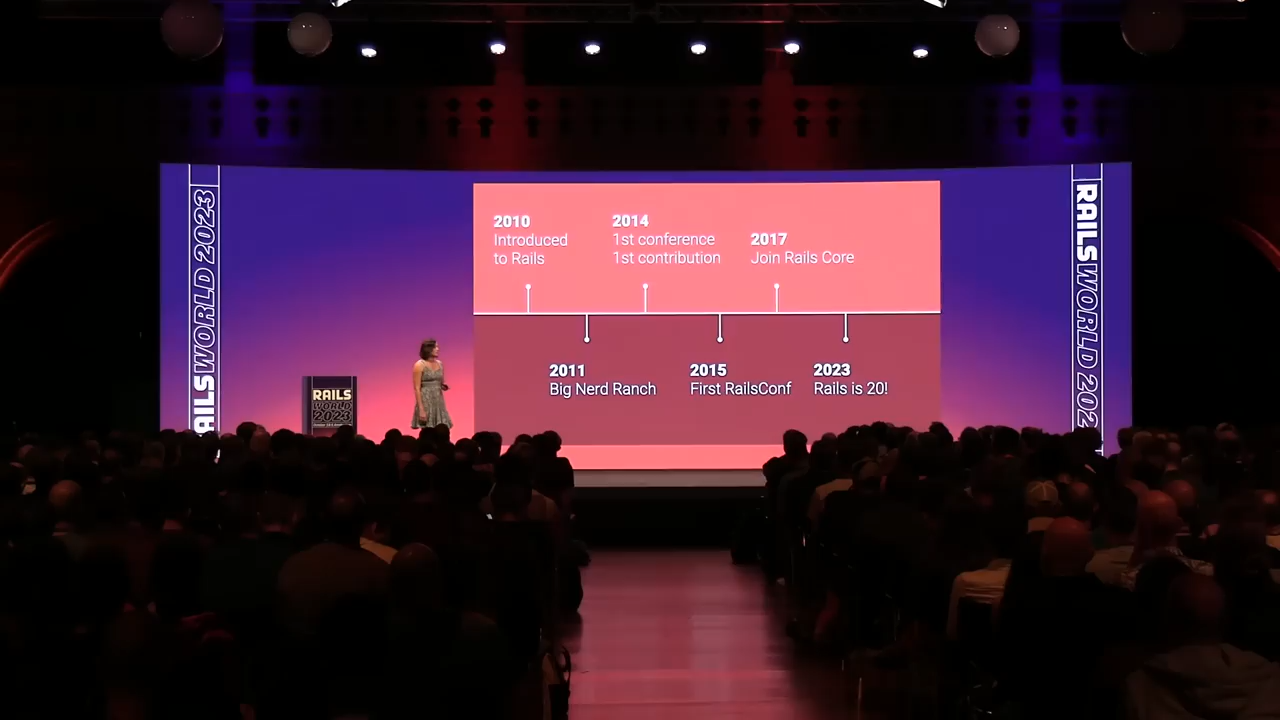 RAILS WORLD 2023
2010
Introduced
to Rails
2014
1st conference
1st contribution
2017
Join Rails Core
2011
Big Nerd Ranch
2015
First RailsConf
2023
Rails is 20!
RAILS
WORLD
2023
RAILS WORLD 202